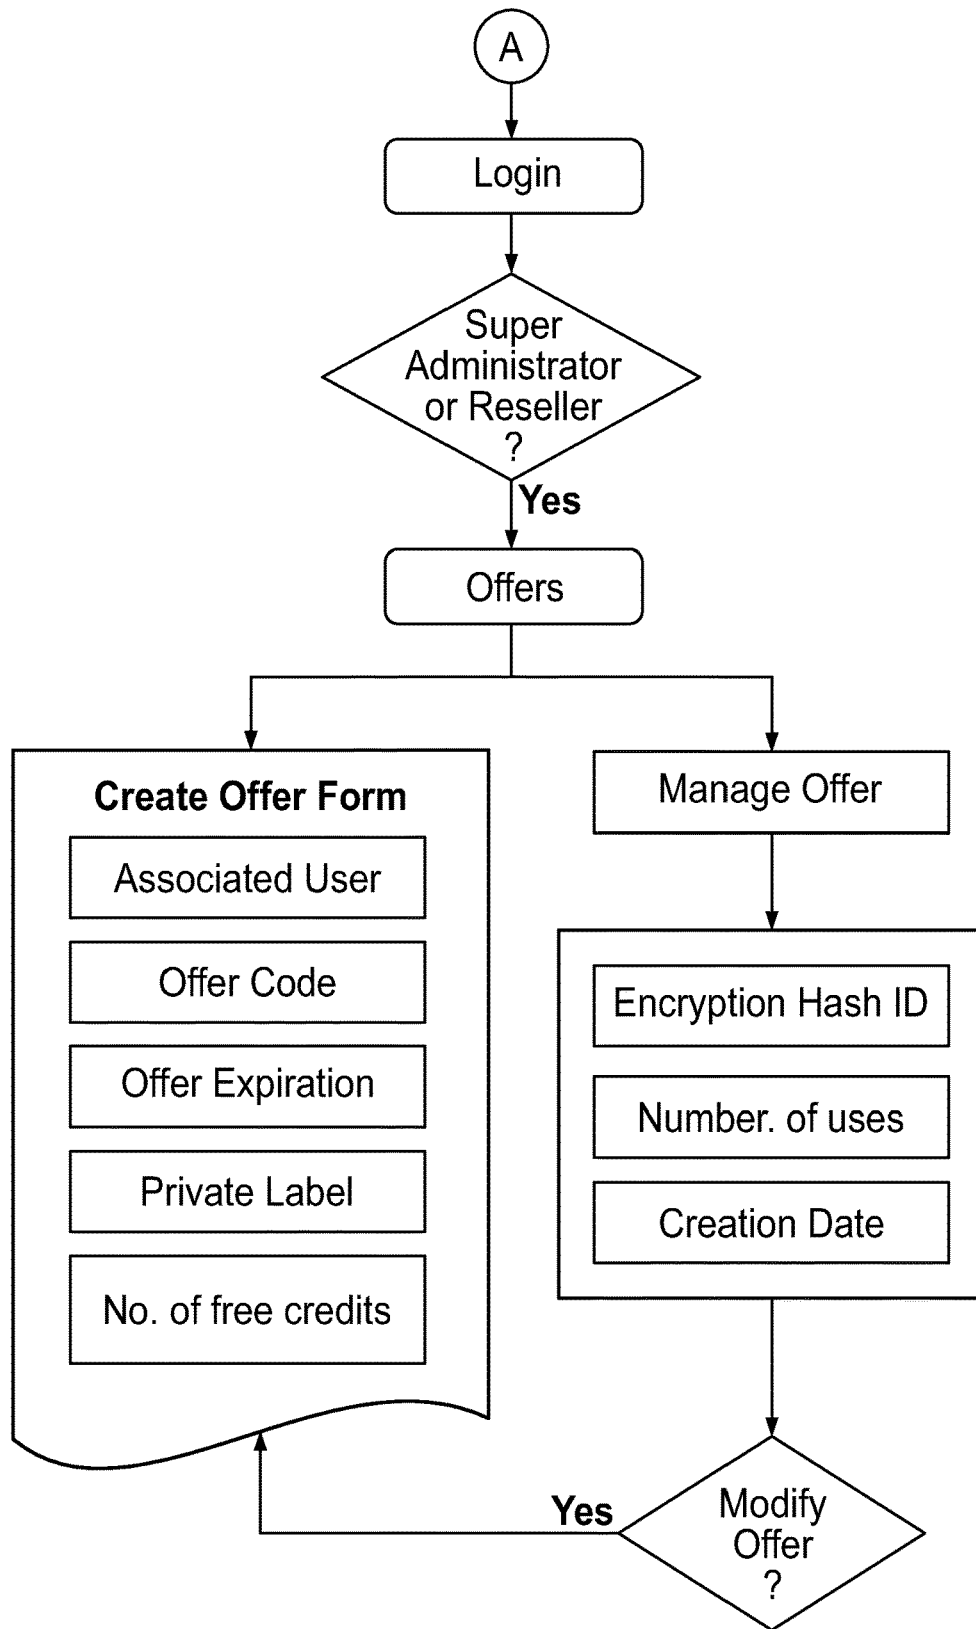 A
Login
Super
Administrator
or Reseller
?
Yes
Offers
Create Offer Form
Associated User
Offer Code
Offer Expiration
Private Label
No. of free credits
Manage Offer
Encryption Hash ID
Number. of uses
Creation Date
Modify
Offer
?
Yes